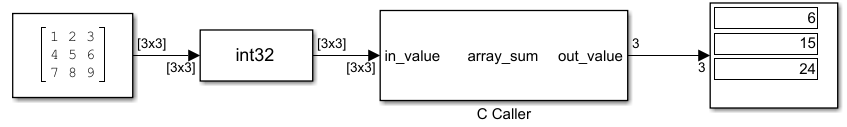 1 2 3
4 5 6
7 8 9
[3x3]
[3x3]
int32
[3x3]
[3x3]
in_value array_sum out_value
C Caller
3
3
6
15
24